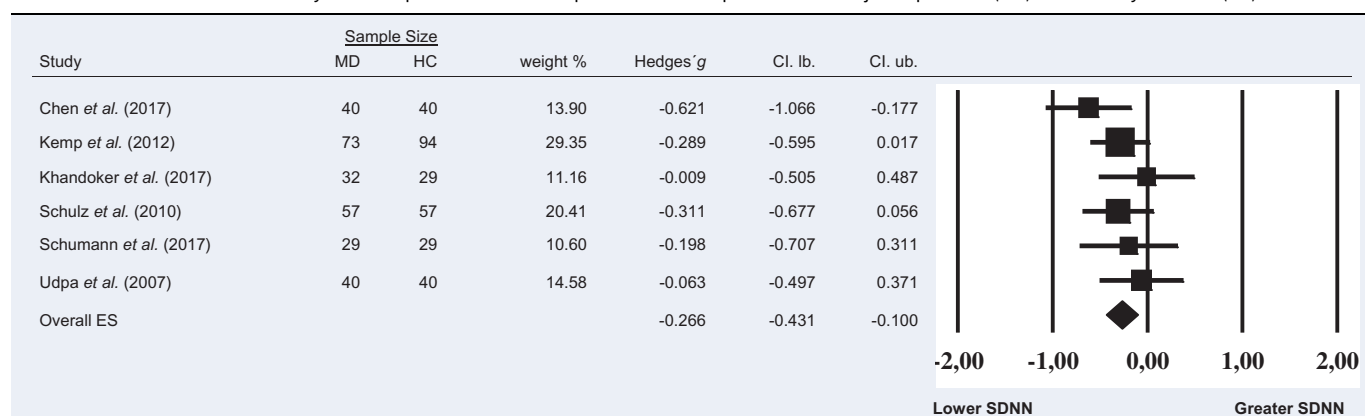 Sample Size
Study MD HC weight % Hedges´g CI. lb. CI. ub.
Chen et al. (2017) 40 40 13.90 -0.621 -1.066 -0.177
Kemp et al. (2012) 73 94 29.35 -0.289 -0.595 0.017
Khandoker et al. (2017) 32 29 11.16 -0.009 -0.505 0.487
Schulz et al. (2010) 57 57 20.41 -0.311 -0.677 0.056
Schumann et al. (2017) 29 29 10.60 -0.198 -0.707 0.311
Udpa et al. (2007) 40 40 14.58 -0.063 -0.497 0.371
Overall ES -0.266 -0.431 -0.100
-2,00 -1,00 0,00 1,00 2,00
Lower SDNN Greater SDNN